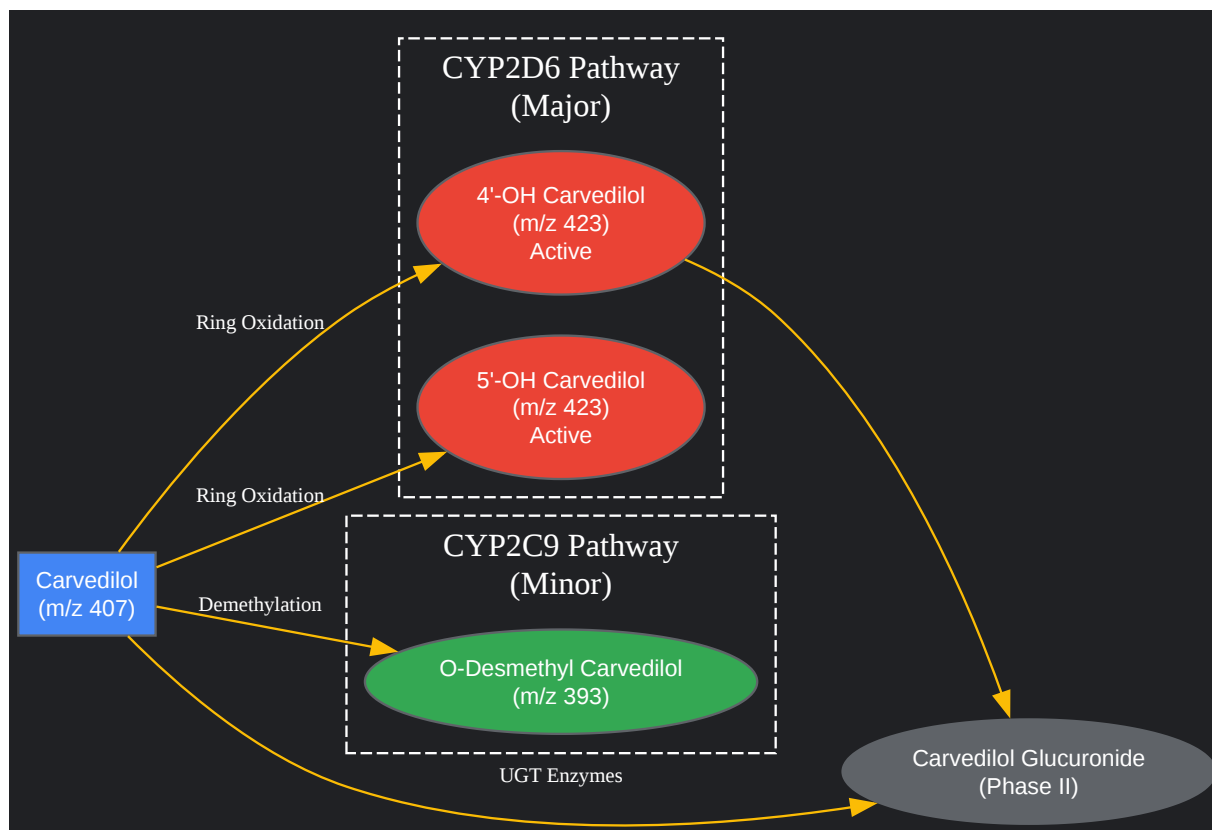 CYP2D6 Pathway
(Major)
4'-OH Carvedilol
(m/z 423)
Active
Ring Oxidation
5'-OH Carvedilol
(m/z 423)
Active
Ring Oxidation
CYP2C9 Pathway
(Minor)
Carvedilol
(m/z 407)
Demethylation
O-Desmethyl Carvedilol
(m/z 393)
UGT Enzymes
Carvedilol Glucuronide
(Phase II)